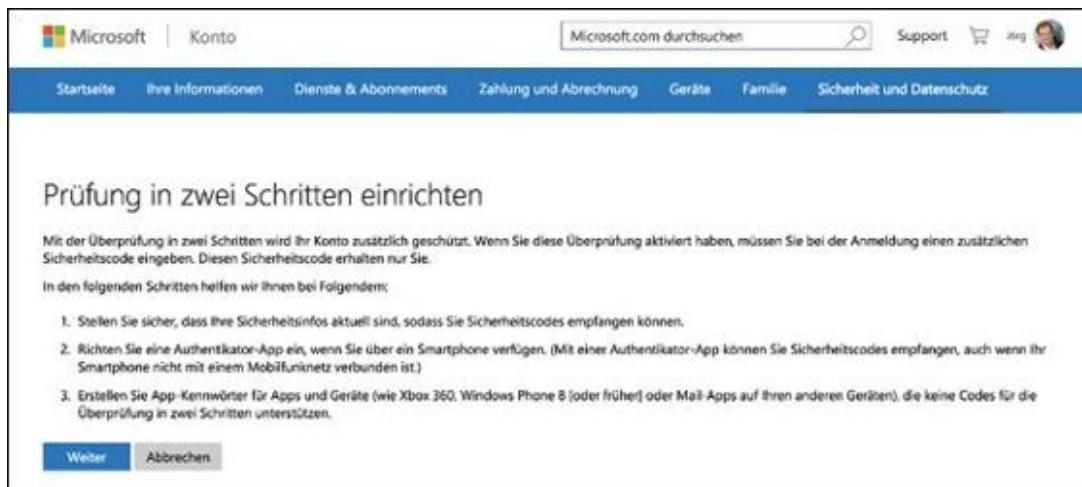 Microsoft | Konto
Microsoft.com durchsuchen
Support
Jörg
Startseite Ihre Informationen Dienste & Abonnements Zahlung und Abrechnung Geräte Familie Sicherheit und Datenschutz
Prüfung in zwei Schritten einrichten
Mit der Überprüfung in zwei Schritten wird Ihr Konto zusätzlich geschützt. Wenn Sie diese Überprüfung aktiviert haben, müssen Sie bei der Anmeldung einen zusätzlichen
Sicherheitscode eingeben. Diesen Sicherheitscode erhalten nur Sie.
In den folgenden Schritten helfen wir Ihnen bei Folgendem:
1. Stellen Sie sicher, dass Ihre Sicherheitsinfos aktuell sind, sodass Sie Sicherheitscodes empfangen können.
2. Richten Sie eine Authentikator-App ein, wenn Sie über ein Smartphone verfügen. (Mit einer Authentikator-App können Sie Sicherheitscodes empfangen, auch wenn Ihr
Smartphone nicht mit einem Mobilfunknetz verbunden ist.)
3. Erstellen Sie App-Kennwörter für Apps und Geräte (wie Xbox 360, Windows Phone 8 [oder früher] oder Mail-Apps auf Ihren anderen Geräten), die keine Codes für die
Überprüfung in zwei Schritten unterstützen.
Weiter Abbrechen